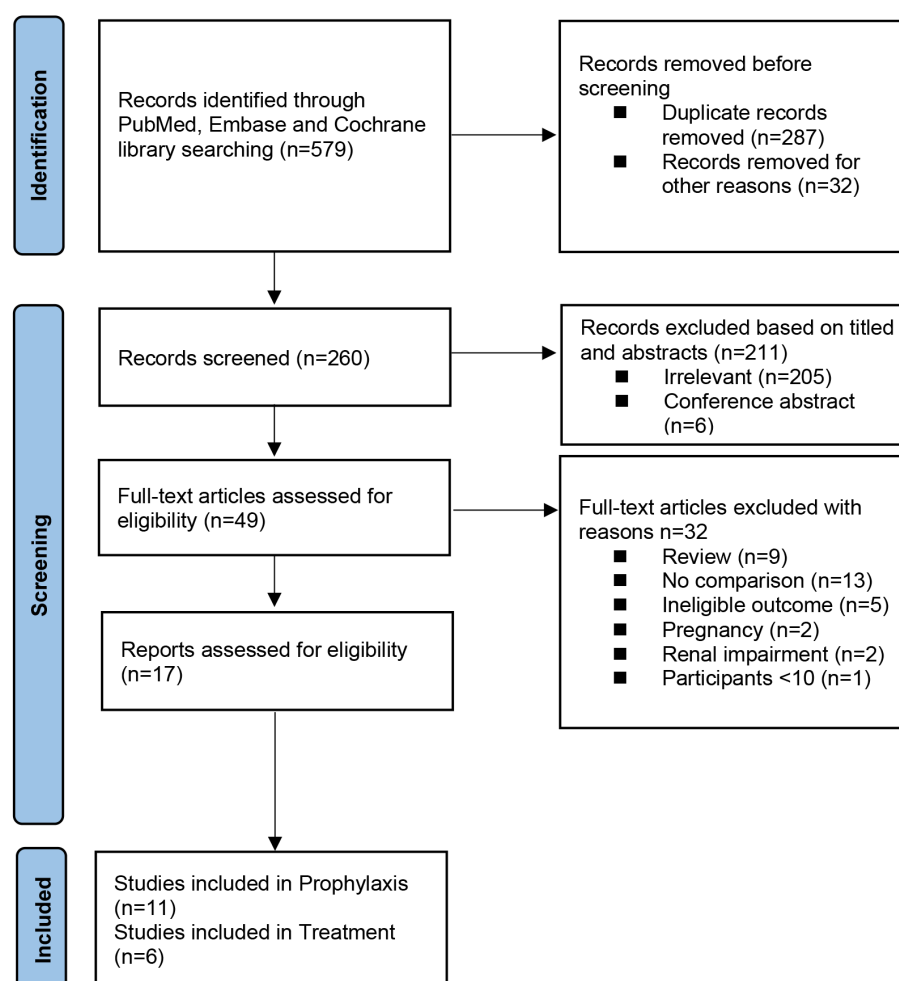 Identification
Records identified through
PubMed, Embase and Cochrane
library searching (n=579)
Records removed before
screening
■ Duplicate records
removed (n=287)
■ Records removed for
other reasons (n=32)
Screening
Records screened (n=260)
Records excluded based on titled
and abstracts (n=211)
■ Irrelevant (n=205)
■ Conference abstract
(n=6)
Full-text articles assessed for
eligibility (n=49)
Full-text articles excluded with
reasons n=32
■ Review (n=9)
■ No comparison (n=13)
■ Ineligible outcome (n=5)
■ Pregnancy (n=2)
■ Renal impairment (n=2)
■ Participants <10 (n=1)
Reports assessed for eligibility
(n=17)
Included
Studies included in Prophylaxis
(n=11)
Studies included in Treatment
(n=6)